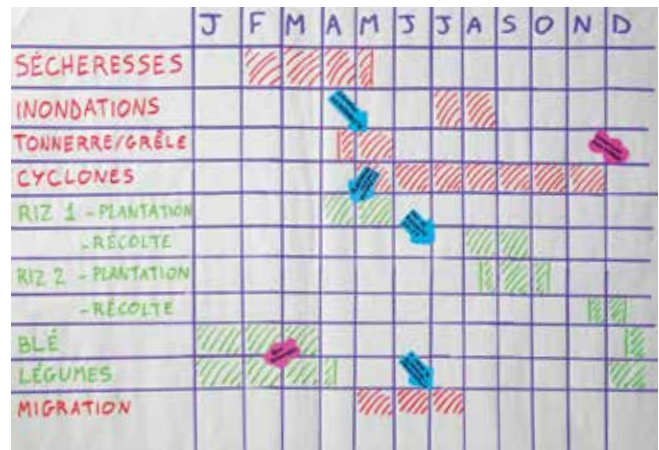 J F M A M J J A S O N D
SÉCHERESSES
INONDATIONS
TONNERRE/GRÊLE
CYCLONES
RIZ 1 - PLANTATION
- RÉCOLTE
RIZ 2 - PLANTATION
- RÉCOLTE
BLÉ
LÉGUMES
MIGRATION